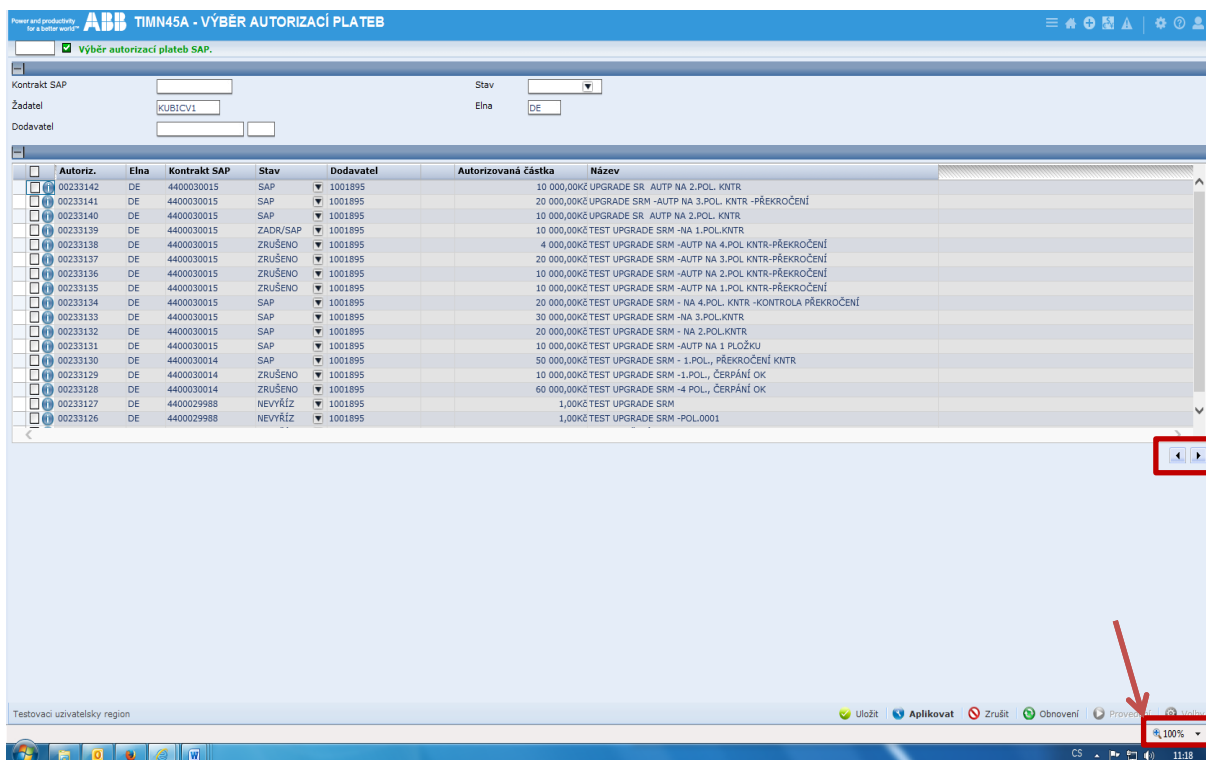 Power and productivity
for a better world™ ABB TIMN45A - VÝBĚR AUTORIZACÍ PLATEB
Výběr autorizací plateb SAP.
Kontrakt SAP Stav
Žadatel KUBICV1 Elna DE
Dodavatel
Autoriz. Elna Kontrakt SAP Stav Dodavatel Autorizovaná částka Název
00233142 DE 4400030015 SAP 1001895 10 000,00Kč UPGRADE SR AUTP NA 2.POL. KNTR
00233141 DE 4400030015 SAP 1001895 20 000,00Kč UPGRADE SRM -AUTP NA 3.POL. KNTR -PŘEKROČENÍ
00233140 DE 4400030015 SAP 1001895 10 000,00Kč UPGRADE SR AUTP NA 2.POL. KNTR
00233139 DE 4400030015 ZADR/SAP 1001895 10 000,00Kč TEST UPGRADE SRM -NA 1.POL.KNTR
00233138 DE 4400030015 ZRUŠENO 1001895 4 000,00Kč TEST UPGRADE SRM -AUTP NA 4.POL KNTR-PŘEKROČENÍ
00233137 DE 4400030015 ZRUŠENO 1001895 20 000,00Kč TEST UPGRADE SRM -AUTP NA 3.POL KNTR-PŘEKROČENÍ
00233136 DE 4400030015 ZRUŠENO 1001895 10 000,00Kč TEST UPGRADE SRM -AUTP NA 2.POL KNTR-PŘEKROČENÍ
00233135 DE 4400030015 ZRUŠENO 1001895 10 000,00Kč TEST UPGRADE SRM -AUTP NA 1.POL KNTR-PŘEKROČENÍ
00233134 DE 4400030015 SAP 1001895 20 000,00Kč TEST UPGRADE SRM - NA 4.POL. KNTR -KONTROLA PŘEKROČENÍ
00233133 DE 4400030015 SAP 1001895 30 000,00Kč TEST UPGRADE SRM -NA 3.POL.KNTR
00233132 DE 4400030015 SAP 1001895 20 000,00Kč TEST UPGRADE SRM - NA 2.POL.KNTR
00233131 DE 4400030015 SAP 1001895 10 000,00Kč TEST UPGRADE SRM -AUTP NA 1 PLOŽKU
00233130 DE 4400030014 SAP 1001895 50 000,00Kč TEST UPGRADE SRM - 1.POL., PŘEKROČENÍ KNTR
00233129 DE 4400030014 ZRUŠENO 1001895 10 000,00Kč TEST UPGRADE SRM -1.POL., ČERPÁNÍ OK
00233128 DE 4400030014 ZRUŠENO 1001895 60 000,00Kč TEST UPGRADE SRM -4 POL., ČERPÁNÍ OK
00233127 DE 4400029988 NEVYŘÍZ 1001895 1,00Kč TEST UPGRADE SRM
00233126 DE 4400029988 NEVYŘÍZ 1001895 1,00Kč TEST UPGRADE SRM -POL.0001
Testovaci uzivatelsky region Uložit Aplikovat Zrušit Obnovení Provedení Volby
100%
CS 11:18